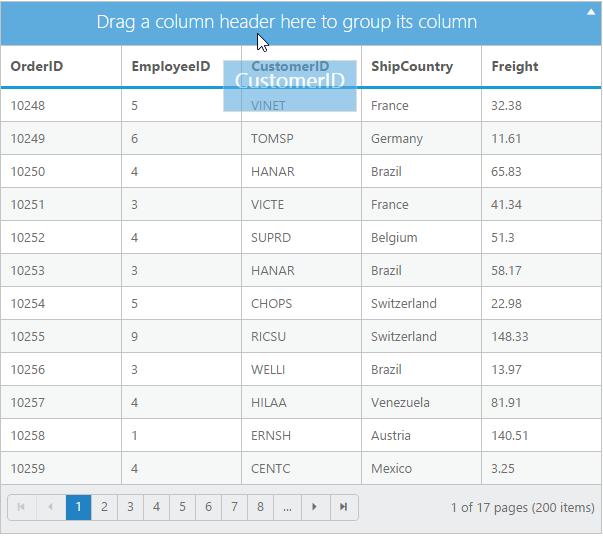 Drag a column header here to group its column
OrderID EmployeeID CustomerID ShipCountry Freight
CustomerID
10248 5 VINET France 32.38
10249 6 TOMSP Germany 11.61
10250 4 HANAR Brazil 65.83
10251 3 VICTE France 41.34
10252 4 SUPRD Belgium 51.3
10253 3 HANAR Brazil 58.17
10254 5 CHOPS Switzerland 22.98
10255 9 RICSU Switzerland 148.33
10256 3 WELLI Brazil 13.97
10257 4 HILAA Venezuela 81.91
10258 1 ERNSH Austria 140.51
10259 4 CENTC Mexico 3.25
1 2 3 4 5 6 7 8 ... 1 of 17 pages (200 items)